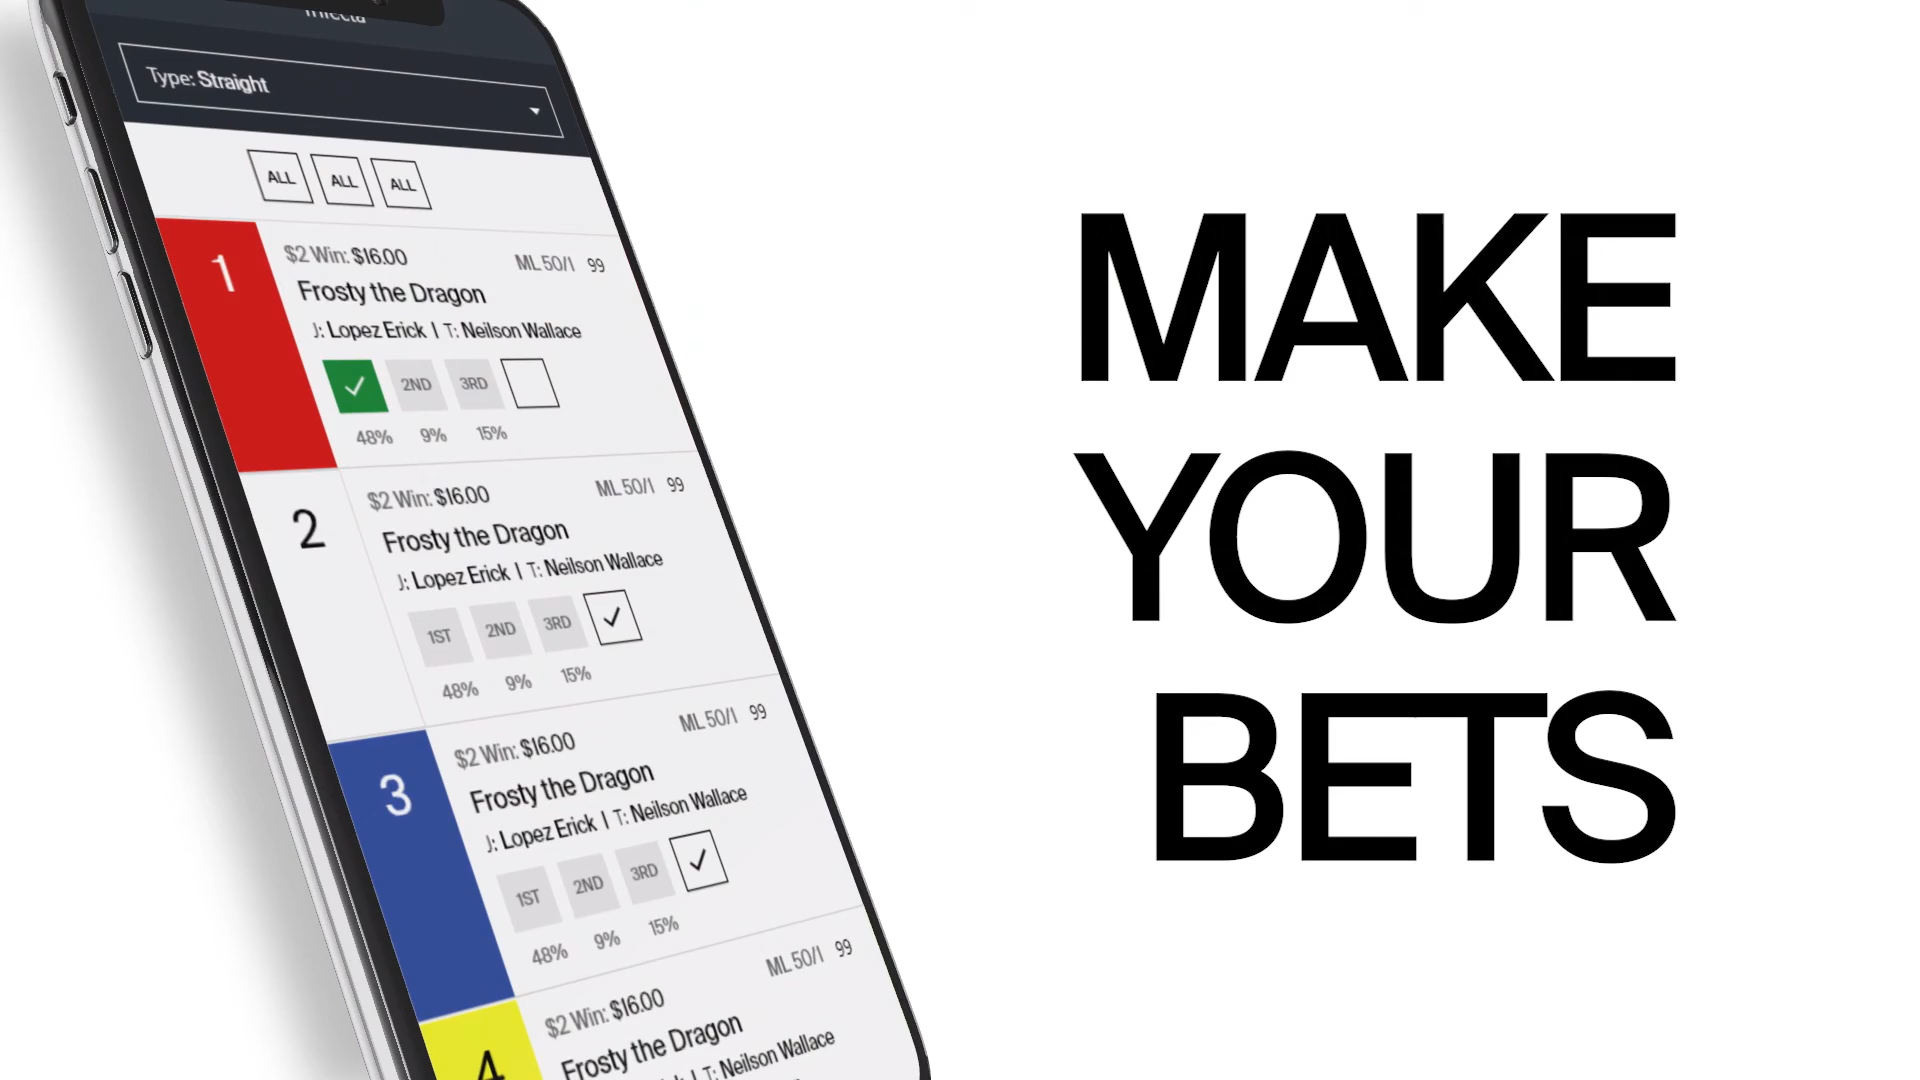 Trifecta
Type: Straight
ALL ALL ALL
1
$2 Win: $16.00 ML 50/1 99
Frosty the Dragon
J: Lopez Erick | T: Neilson Wallace
2ND 3RD
48% 9% 15%
2
$2 Win: $16.00 ML 50/1 99
Frosty the Dragon
J: Lopez Erick | T: Neilson Wallace
1ST 2ND 3RD
48% 9% 15%
3
$2 Win: $16.00 ML 50/1 99
Frosty the Dragon
J: Lopez Erick | T: Neilson Wallace
1ST 2ND 3RD
48% 9% 15%
4
$2 Win: $16.00 ML 50/1 99
Frosty the Dragon
| T: Neilson Wallace
MAKE
YOUR
BETS